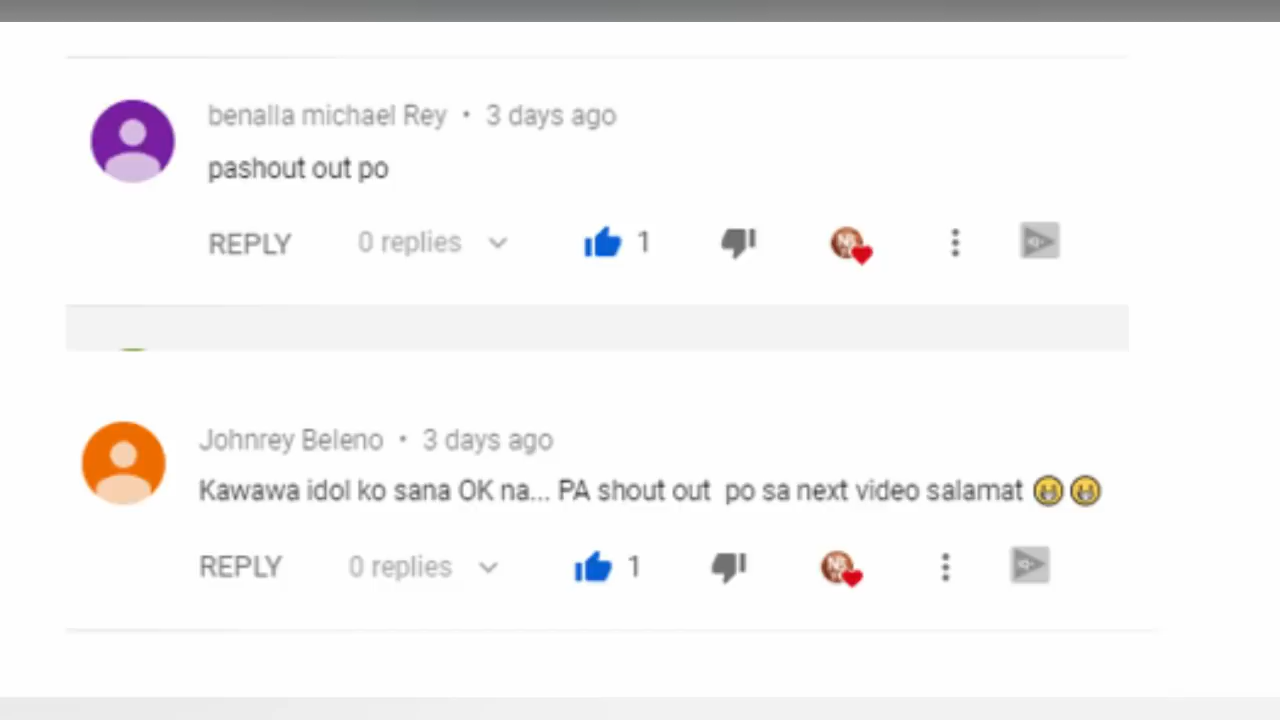 benalla michael Rey • 3 days ago
pashout out po
REPLY 0 replies 1
Johnrey Beleno • 3 days ago
Kawawa idol ko sana OK na... PA shout out po sa next video salamat 😂😂
REPLY 0 replies 1